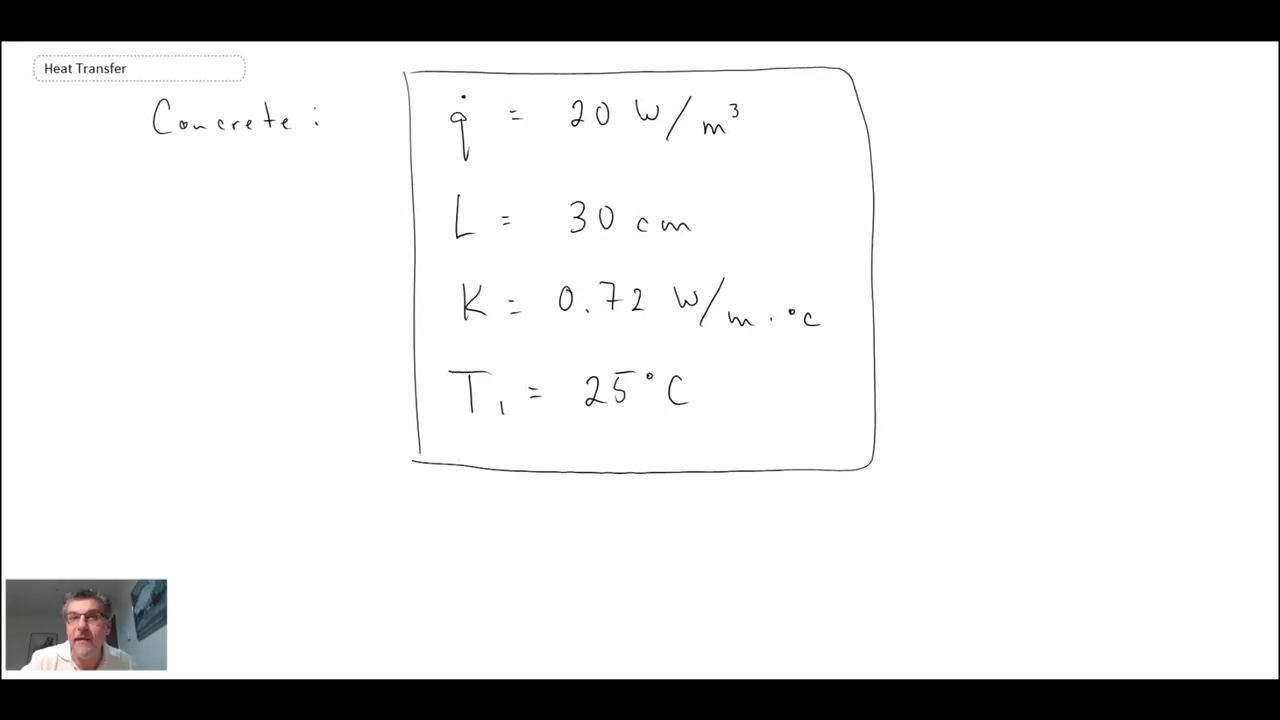 Heat Transfer
Concrete :
q̇ = 20 W/m³
L = 30 cm
K = 0.72 W/m.°c
T₁ = 25°C